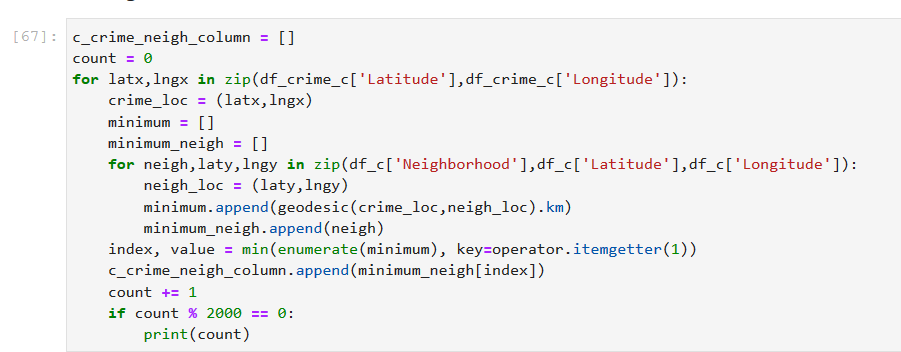 [67]: c_crime_neigh_column = []
count = 0
for latx,lngx in zip(df_crime_c['Latitude'],df_crime_c['Longitude']):
    crime_loc = (latx,lngx)
    minimum = []
    minimum_neigh = []
    for neigh,laty,lngy in zip(df_c['Neighborhood'],df_c['Latitude'],df_c['Longitude']):
        neigh_loc = (laty,lngy)
        minimum.append(geodesic(crime_loc,neigh_loc).km)
        minimum_neigh.append(neigh)
    index, value = min(enumerate(minimum), key=operator.itemgetter(1))
    c_crime_neigh_column.append(minimum_neigh[index])
    count += 1
    if count % 2000 == 0:
        print(count)